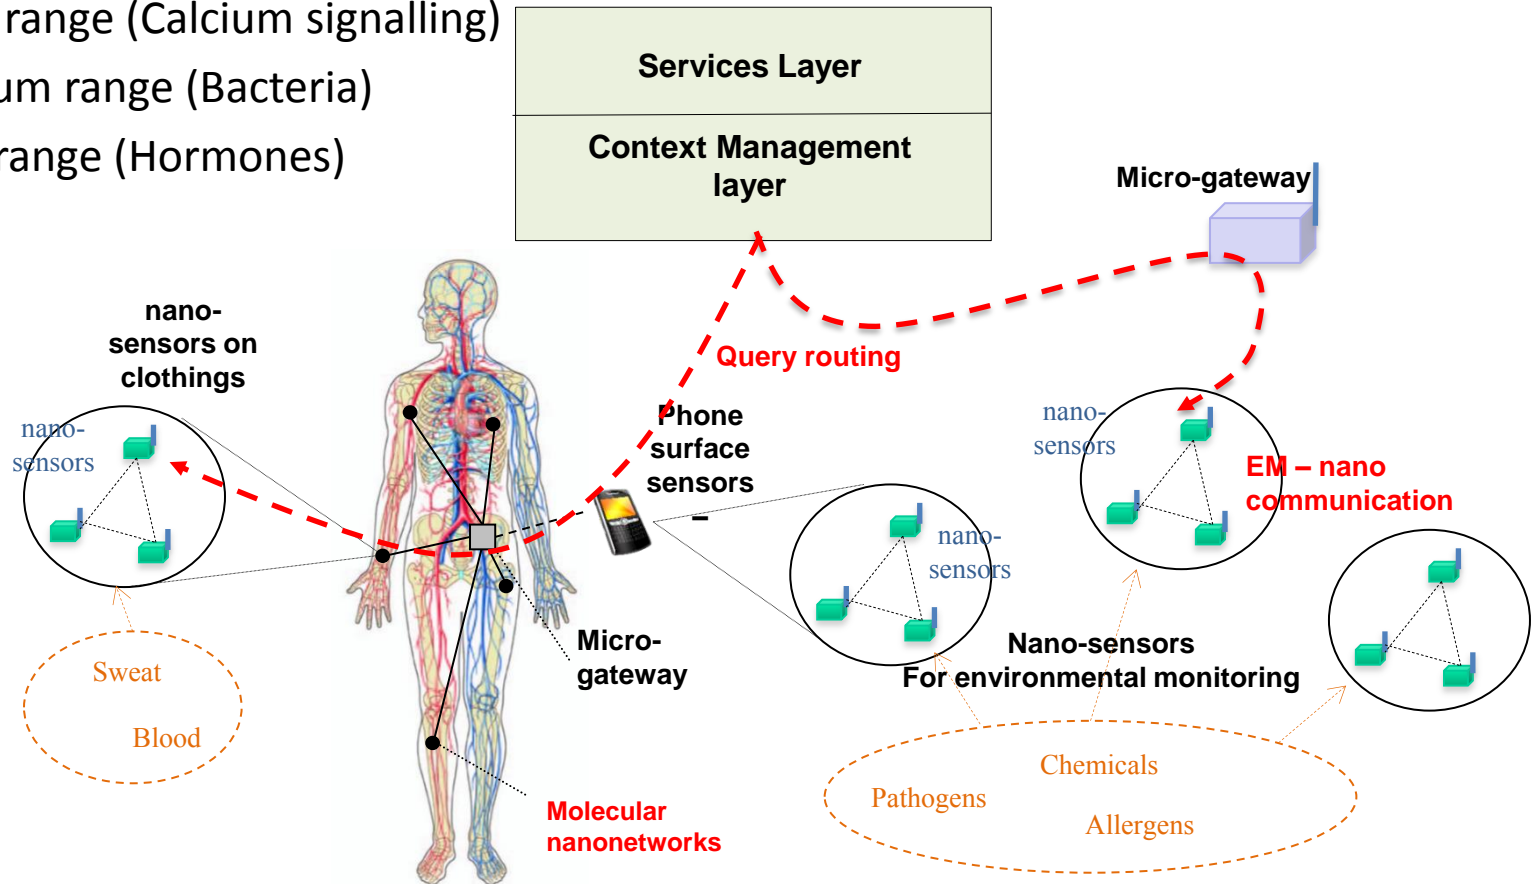 range (Calcium signalling)
um range (Bacteria)
range (Hormones)
Services Layer
Context Management
layer
Micro-gateway
nano-
sensors on
clothings
Query routing
Phone
surface
sensors
–
nano-
sensors
nano-
sensors
EM – nano
communication
nano-
sensors
Micro-
gateway
Nano-sensors
For environmental monitoring
Sweat
Blood
Chemicals
Pathogens
Allergens
Molecular
nanonetworks